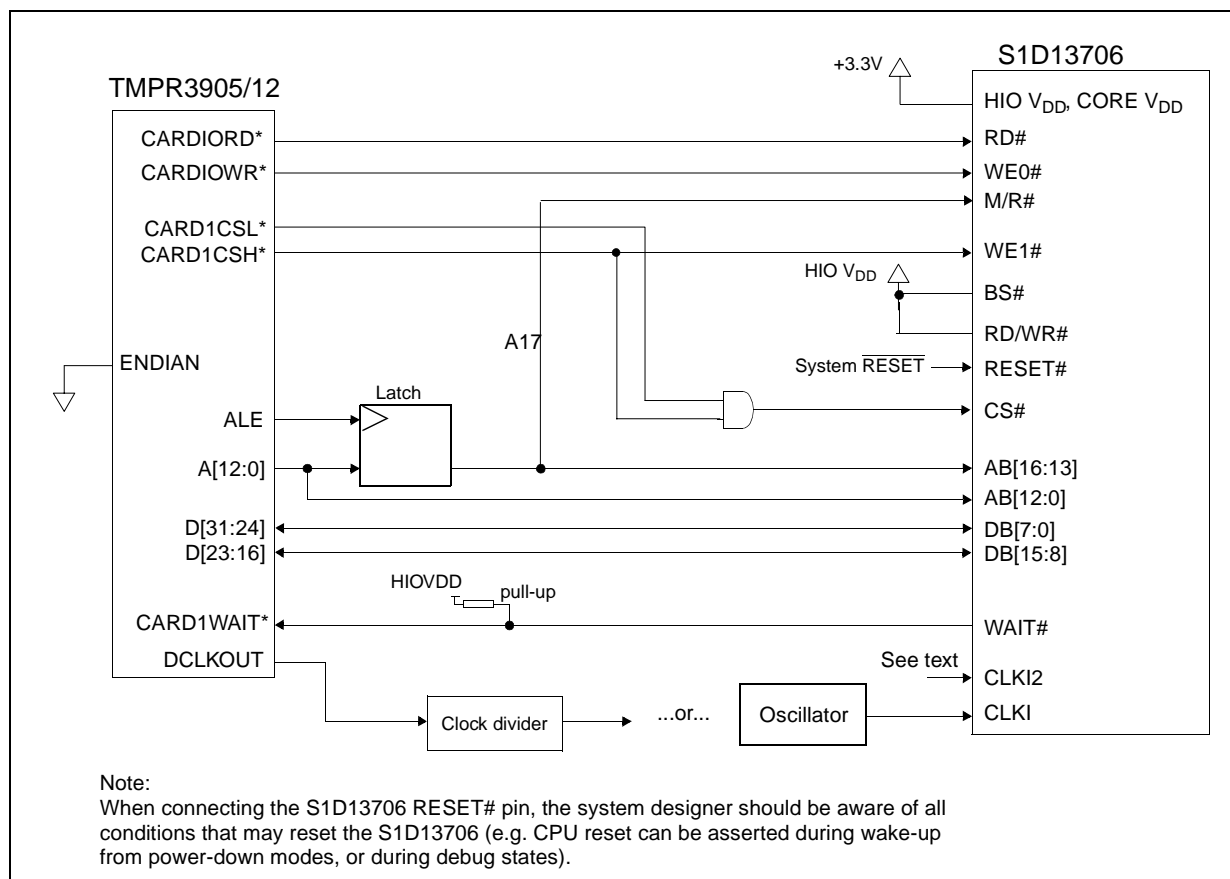 S1D13706
+3.3V
TMPR3905/12
HIO VDD, CORE VDD
CARDIORD*
RD#
CARDIOWR*
WE0#
M/R#
CARD1CSL*
CARD1CSH*
WE1#
HIO VDD
BS#
A17
RD/WR#
ENDIAN
System RESET
RESET#
Latch
ALE
CS#
A[12:0]
AB[16:13]
AB[12:0]
D[31:24]
DB[7:0]
D[23:16]
DB[15:8]
HIOVDD
pull-up
CARD1WAIT*
WAIT#
DCLKOUT
See text
CLKI2
Clock divider
...or...
Oscillator
CLKI
Note:
When connecting the S1D13706 RESET# pin, the system designer should be aware of all
conditions that may reset the S1D13706 (e.g. CPU reset can be asserted during wake-up
from power-down modes, or during debug states).